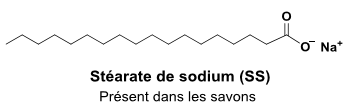 O
O⁻ Na⁺
Stéarate de sodium (SS)
Présent dans les savons